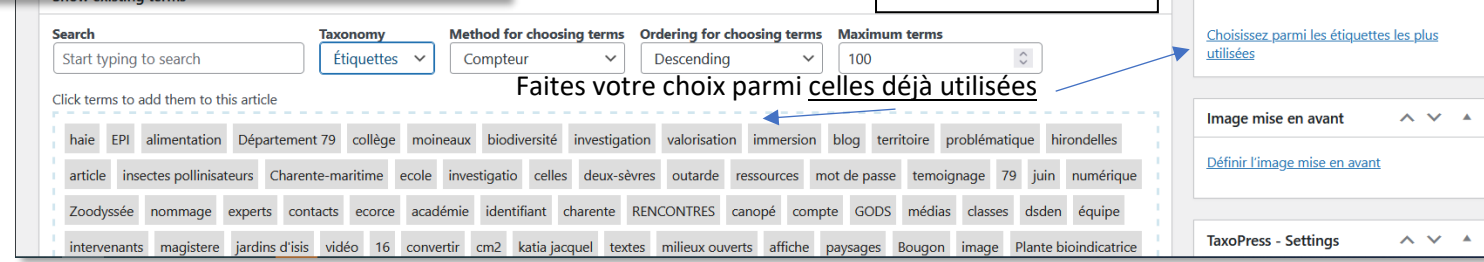 Show existing terms
Search Taxonomy Method for choosing terms Ordering for choosing terms Maximum terms
Start typing to search Étiquettes Compteur Descending 100
Choisissez parmi les étiquettes les plus
utilisées
Faites votre choix parmi celles déjà utilisées
Click terms to add them to this article
haie EPI alimentation Département 79 collège moineaux biodiversité investigation valorisation immersion blog territoire problématique hirondelles
article insectes pollinisateurs Charente-maritime ecole investigatio celles deux-sèvres outarde ressources mot de passe temoignage 79 juin numérique
Zoodyssée nommage experts contacts ecorce académie identifiant charente RENCONTRES canopé compte GODS médias classes dsden équipe
intervenants magistere jardins d'isis vidéo 16 convertir cm2 katia jacquel textes milieux ouverts affiche paysages Bougon image Plante bioindicatrice
Image mise en avant
Définir l'image mise en avant
TaxoPress - Settings